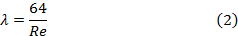 λ = 64/Re (2)